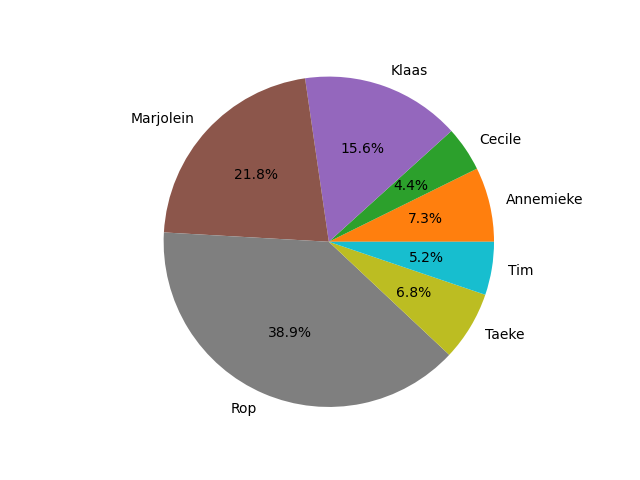 Klaas
Marjolein
Cecile
15.6%
21.8%
4.4%
Annemieke
7.3%
5.2%
Tim
6.8%
38.9%
Taeke
Rop